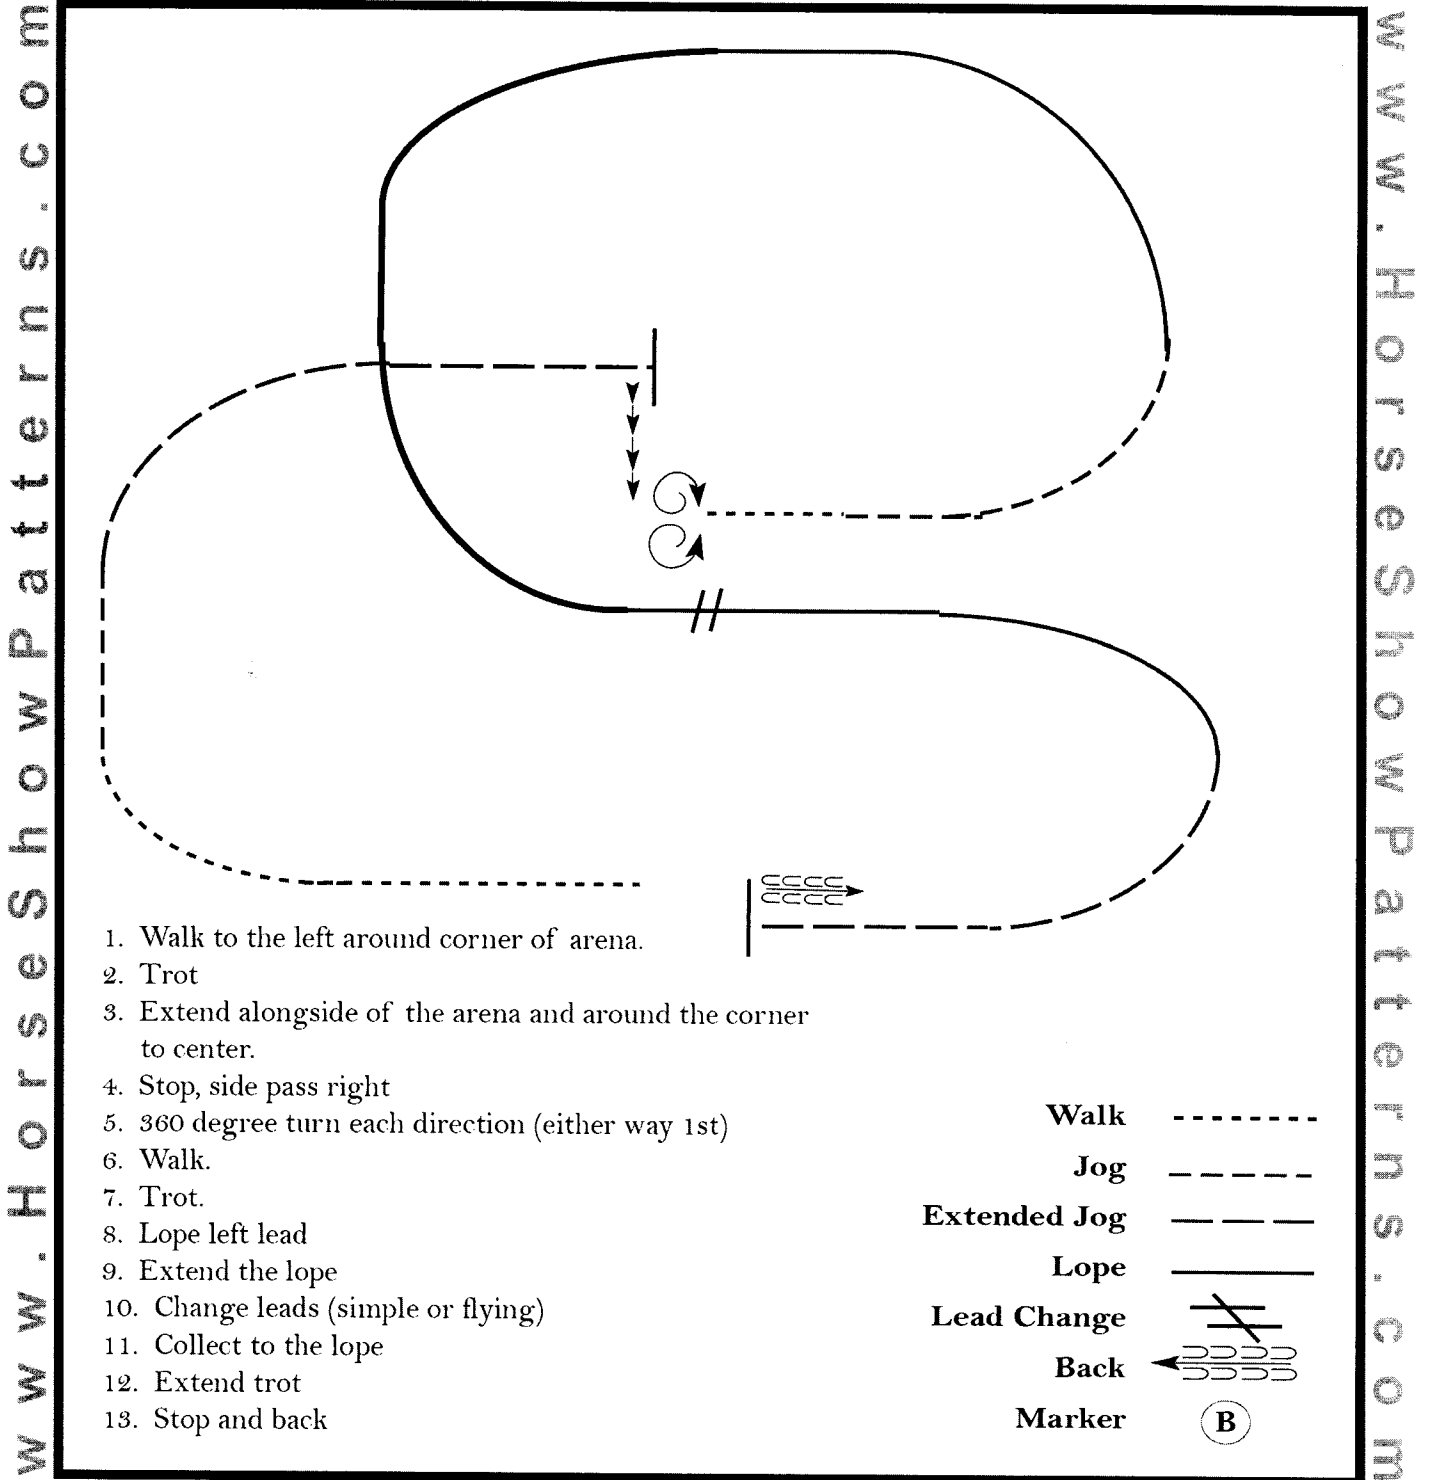 www.HorseShowPatterns.com
www.HorseShowPatterns.com
1. Walk to the left around corner of arena.
2. Trot
3. Extend alongside of the arena and around the corner
to center.
4. Stop, side pass right
5. 360 degree turn each direction (either way 1st)
6. Walk.
7. Trot.
8. Lope left lead
9. Extend the lope
10. Change leads (simple or flying)
11. Collect to the lope
12. Extend trot
13. Stop and back
Walk
Jog
Extended Jog
Lope
Lead Change
Back
Marker B